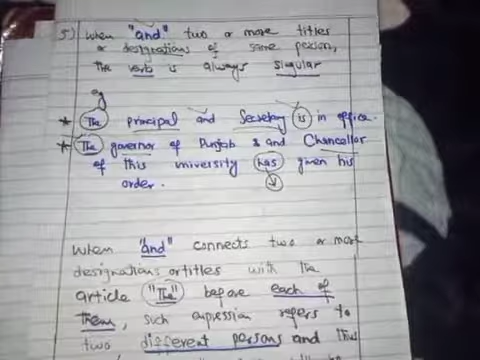 5) When "and" two or more titles
or designations of same person,
the verb is always singular
eg
* The principal and Secretary is in office.
* The governor of Punjab & and Chancellor
of this university has given his
order.
When "and" connects two or more
designations or titles with the
article "The" before each of
them, such expression refers to
two different persons and thus